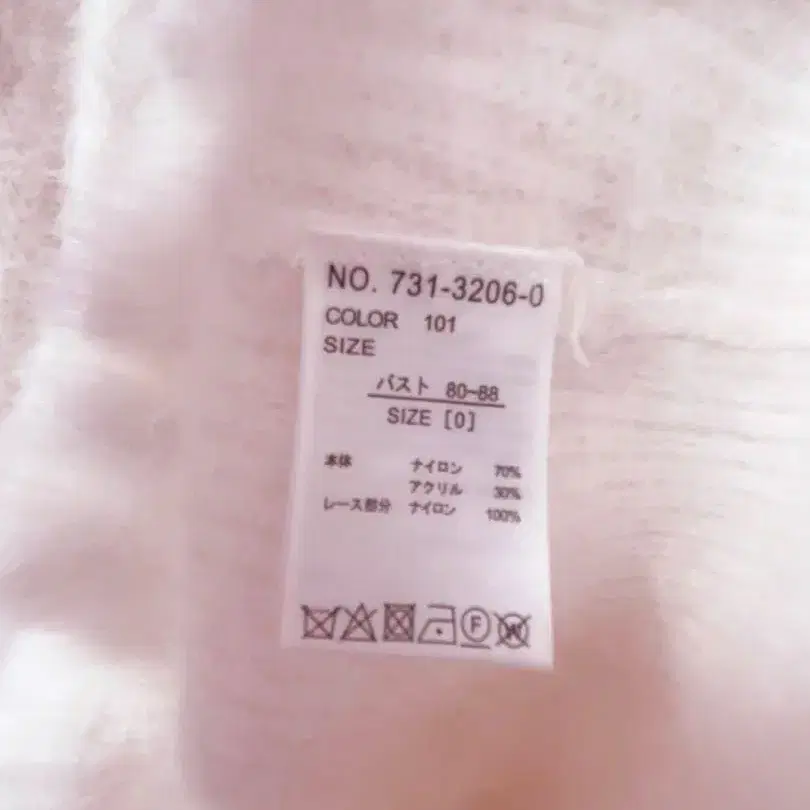 NO. 731-3206-0
COLOR 101
SIZE
バスト 80~88
SIZE [0]
本体 ナイロン 70%
アクリル 30%
レース部分 ナイロン 100%
F W